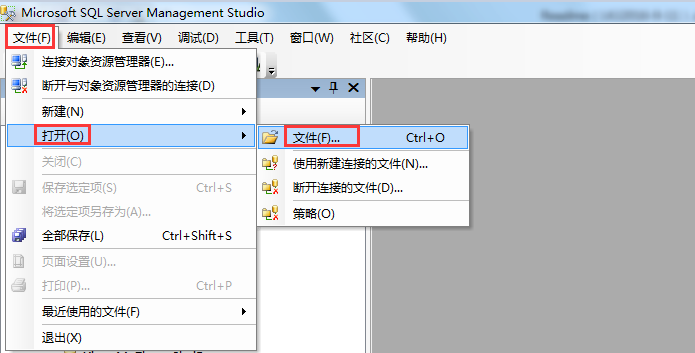 Microsoft SQL Server Management Studio
文件(F) 编辑(E) 查看(V) 调试(D) 工具(T) 窗口(W) 社区(C) 帮助(H)
连接对象资源管理器(E)...
断开与对象资源管理器的连接(D)
新建(N)
打开(O)
文件(F)... Ctrl+O
使用新建连接的文件(N)...
断开连接的文件(D)...
策略(O)
关闭(C)
保存选定项(S) Ctrl+S
将选定项另存为(A)...
全部保存(L) Ctrl+Shift+S
页面设置(U)...
打印(P)... Ctrl+P
最近使用的文件(F)
退出(X)